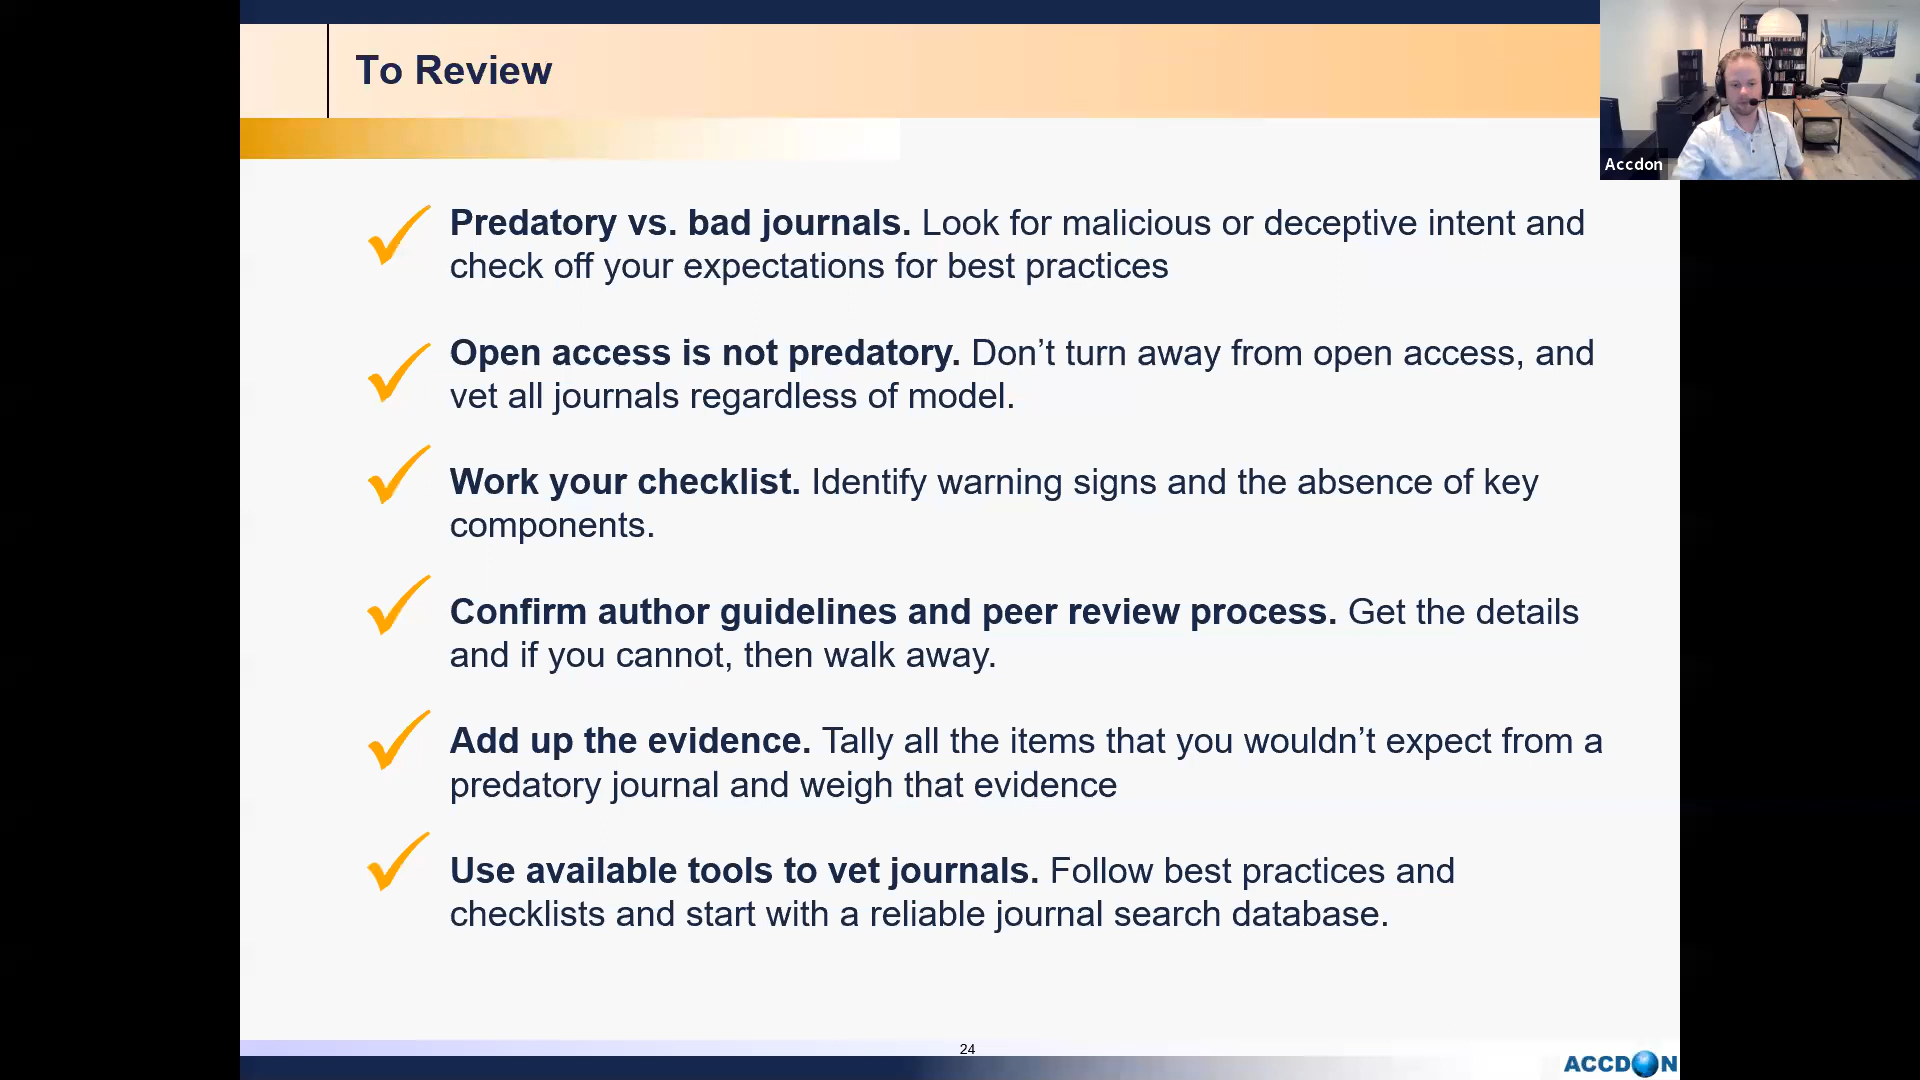 To Review
Accdon
Predatory vs. bad journals. Look for malicious or deceptive intent and
check off your expectations for best practices
Open access is not predatory. Don’t turn away from open access, and
vet all journals regardless of model.
Work your checklist. Identify warning signs and the absence of key
components.
Confirm author guidelines and peer review process. Get the details
and if you cannot, then walk away.
Add up the evidence. Tally all the items that you wouldn’t expect from a
predatory journal and weigh that evidence
Use available tools to vet journals. Follow best practices and
checklists and start with a reliable journal search database.
24
ACCDON